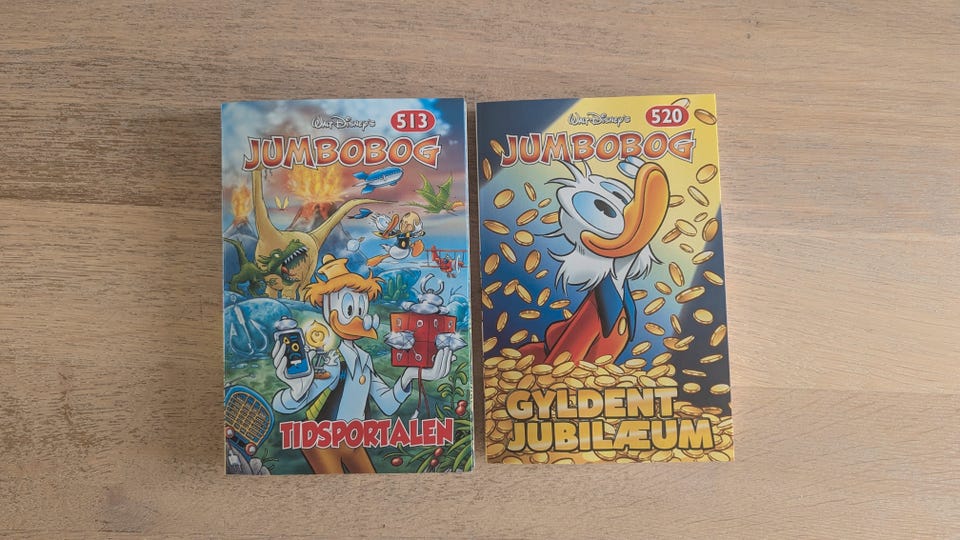 Walt Disney's 513
JUMBOBOG
TIDSPORTALEN
Walt Disney's 520
JUMBOBOG
GYLDENT
JUBILÆUM